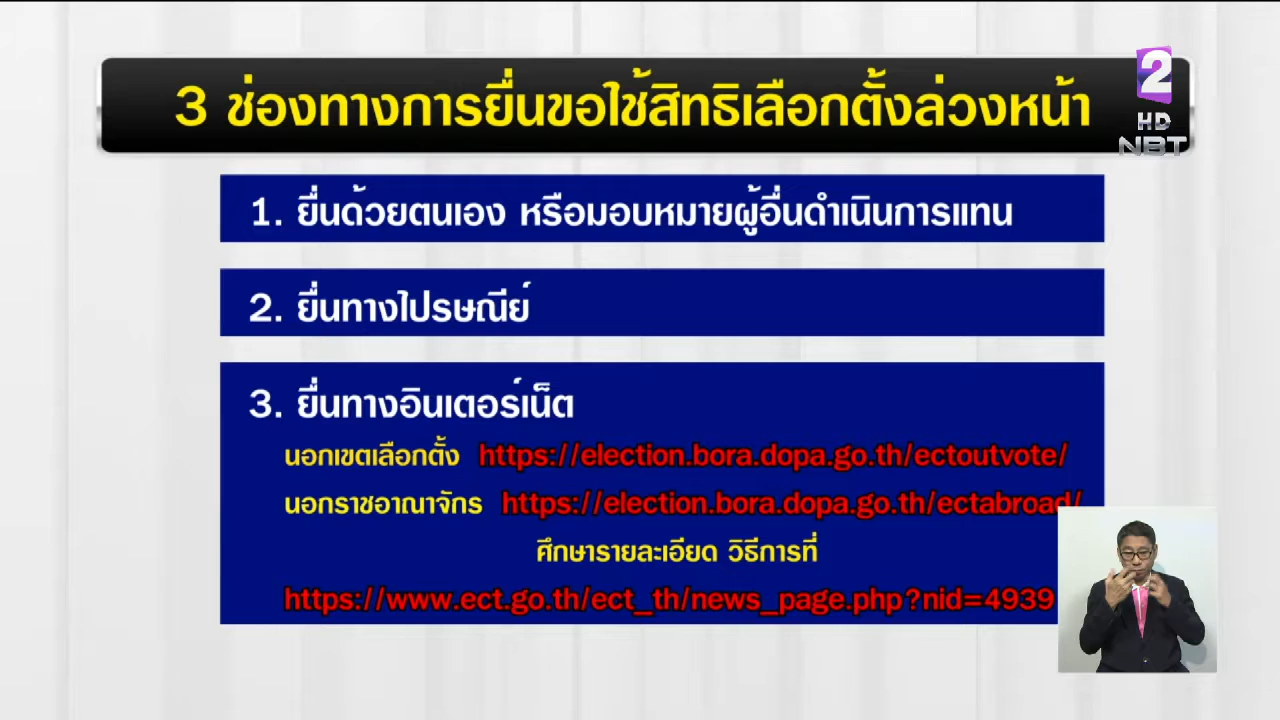 3 ช่องทางการยื่นขอใช้สิทธิเลือกตั้งล่วงหน้า
2
HD
NBT
1. ยื่นด้วยตนเอง หรือมอบหมายผู้อื่นดำเนินการแทน
2. ยื่นทางไปรษณีย์
3. ยื่นทางอินเตอร์เน็ต
นอกเขตเลือกตั้ง https://election.bora.dopa.go.th/ectoutvote/
นอกราชอาณาจักร https://election.bora.dopa.go.th/ectabroad/
ศึกษารายละเอียด วิธีการที่
https://www.ect.go.th/ect_th/news_page.php?nid=4939